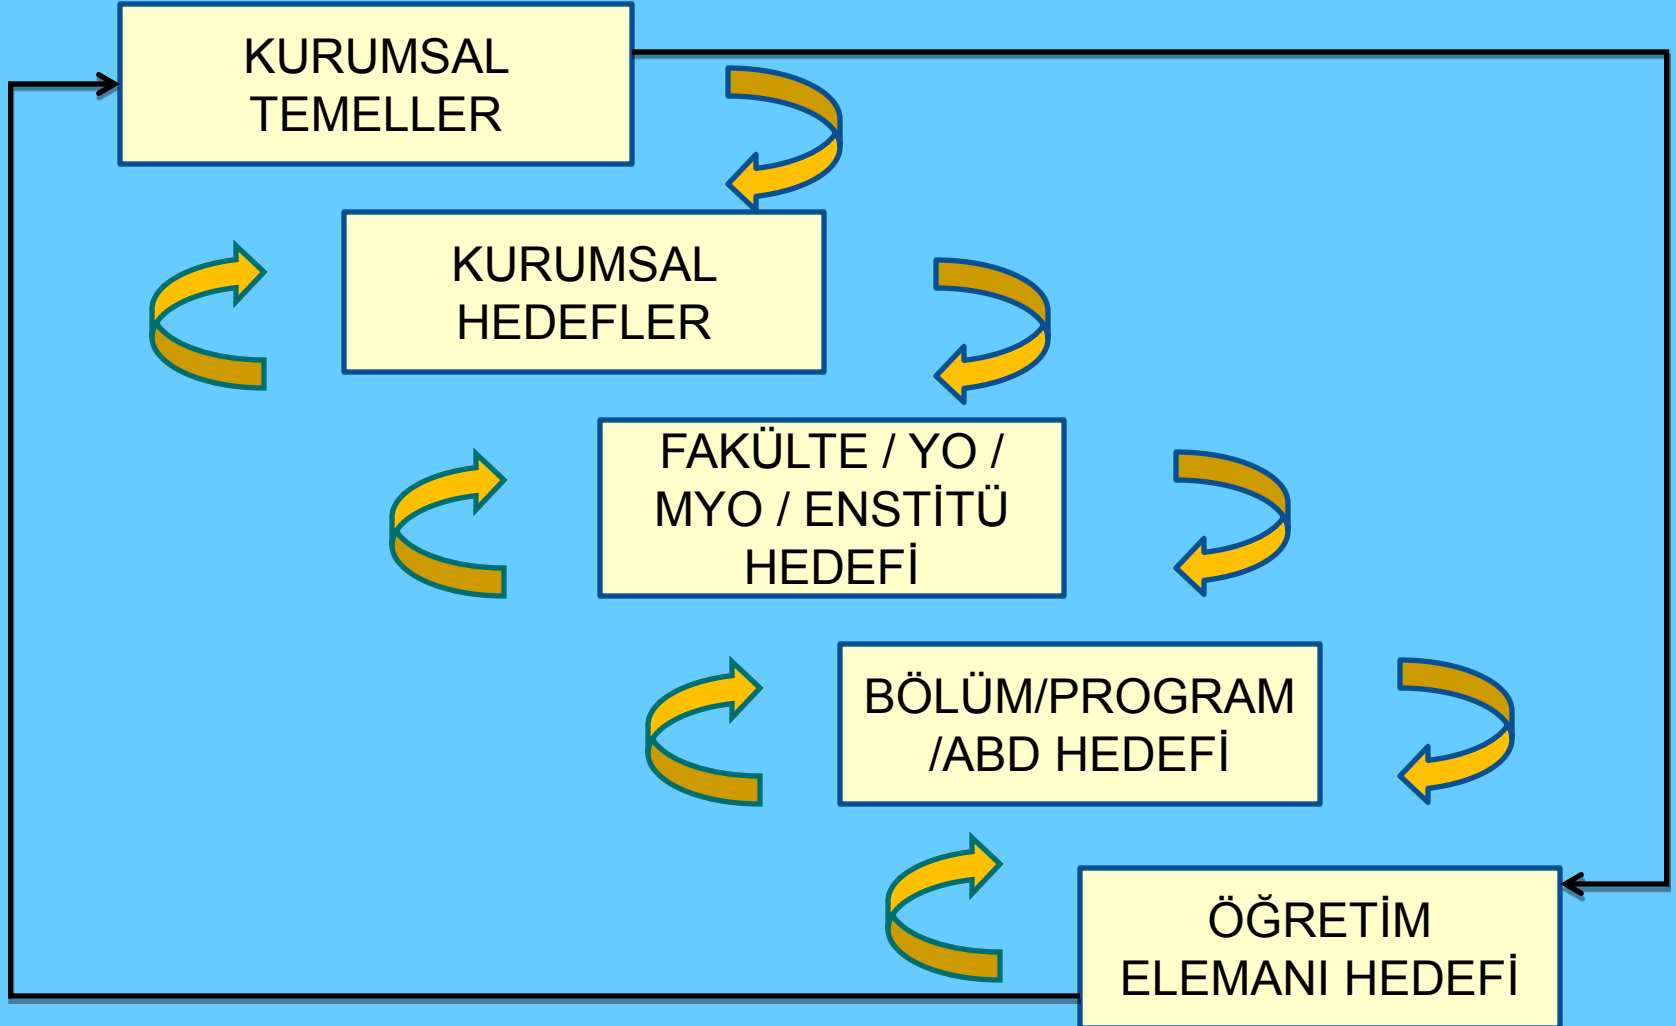 KURUMSAL
TEMELLER
KURUMSAL
HEDEFLER
FAKÜLTE / YO /
MYO / ENSTİTÜ
HEDEFİ
BÖLÜM/PROGRAM
/ABD HEDEFİ
ÖĞRETİM
ELEMANI HEDEFİ